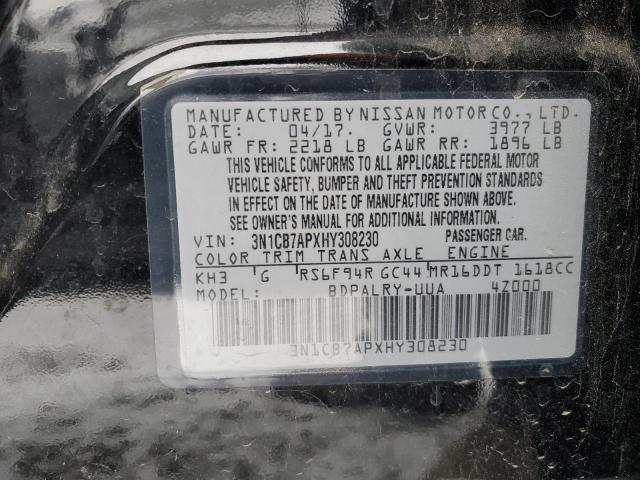 MANUFACTURED BY NISSAN MOTOR CO., LTD.
DATE: 04/17. GVWR: 3977 LB
GAWR FR: 2218 LB GAWR RR: 1896 LB
THIS VEHICLE CONFORMS TO ALL APPLICABLE FEDERAL MOTOR
VEHICLE SAFETY, BUMPER AND THEFT PREVENTION STANDARDS
IN EFFECT ON THE DATE OF MANUFACTURE SHOWN ABOVE.
SEE OWNER'S MANUAL FOR ADDITIONAL INFORMATION.
VIN: 3N1CB7APXHY308230 PASSENGER CAR.
COLOR TRIM TRANS AXLE ENGINE
KH3 G RS6F94R GC44 MR16DDT 1618CC
MODEL: BDPALRY-UUA 4Z000
3N1CB7APXHY308230